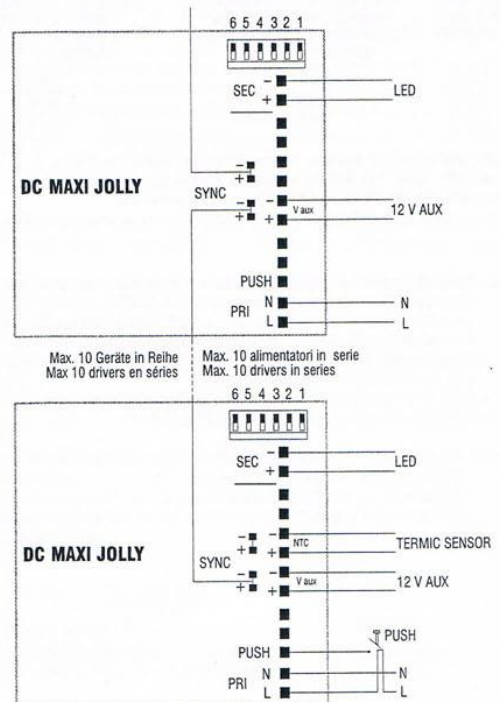 6 5 4 3 2 1
SEC
-
+
LED
DC MAXI JOLLY
SYNC
-
+
-
+
-
+
V aux
12 V AUX
PUSH
PRI
N
L
N
L
Max. 10 Geräte in Reihe
Max 10 drivers en séries
Max. 10 alimentatori in serie
Max. 10 drivers in series
6 5 4 3 2 1
SEC
-
+
LED
DC MAXI JOLLY
SYNC
-
+
-
+
NTC
-
+
TERMIC SENSOR
-
+
V aux
12 V AUX
PUSH
PUSH
PRI
N
L
N
L